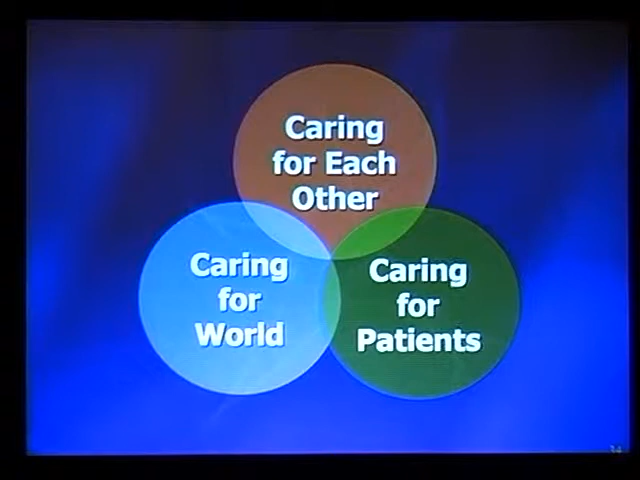 Caring
for Each
Other
Caring
for
World
Caring
for
Patients